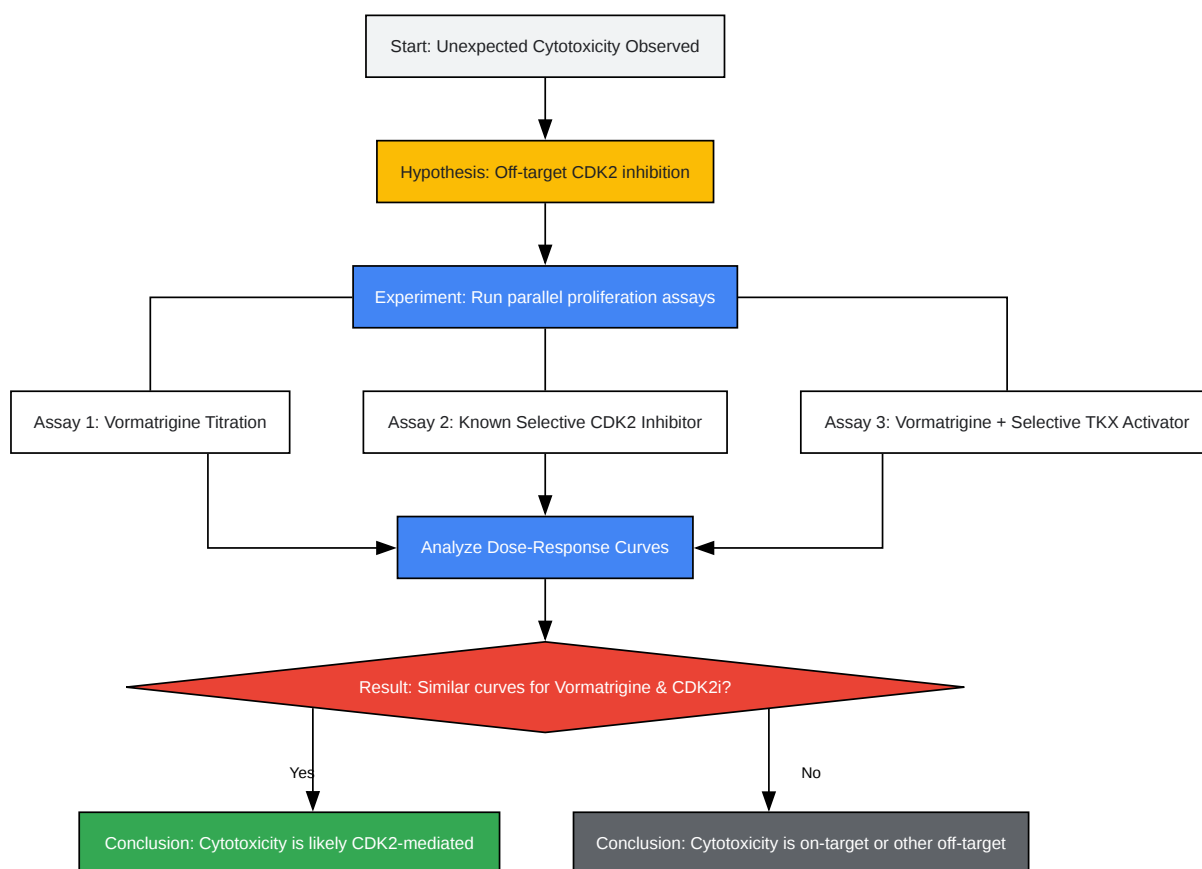 Start: Unexpected Cytotoxicity Observed
Hypothesis: Off-target CDK2 inhibition
Experiment: Run parallel proliferation assays
Assay 1: Vormatrigine Titration
Assay 2: Known Selective CDK2 Inhibitor
Assay 3: Vormatrigine + Selective TKX Activator
Analyze Dose-Response Curves
Result: Similar curves for Vormatrigine & CDK2i?
Yes
No
Conclusion: Cytotoxicity is likely CDK2-mediated
Conclusion: Cytotoxicity is on-target or other off-target